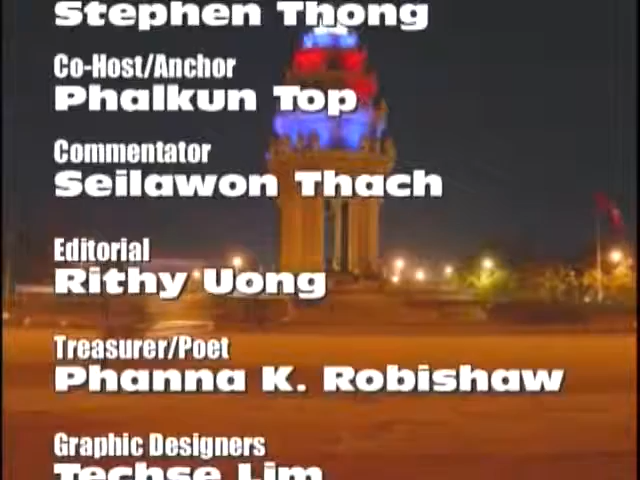 Stephen Thong
Co-Host/Anchor
Phalkun Top
Commentator
Seilawon Thach
Editorial
Rithy Uong
Treasurer/Poet
Phanna K. Robishaw
Graphic Designers
Techse Lim